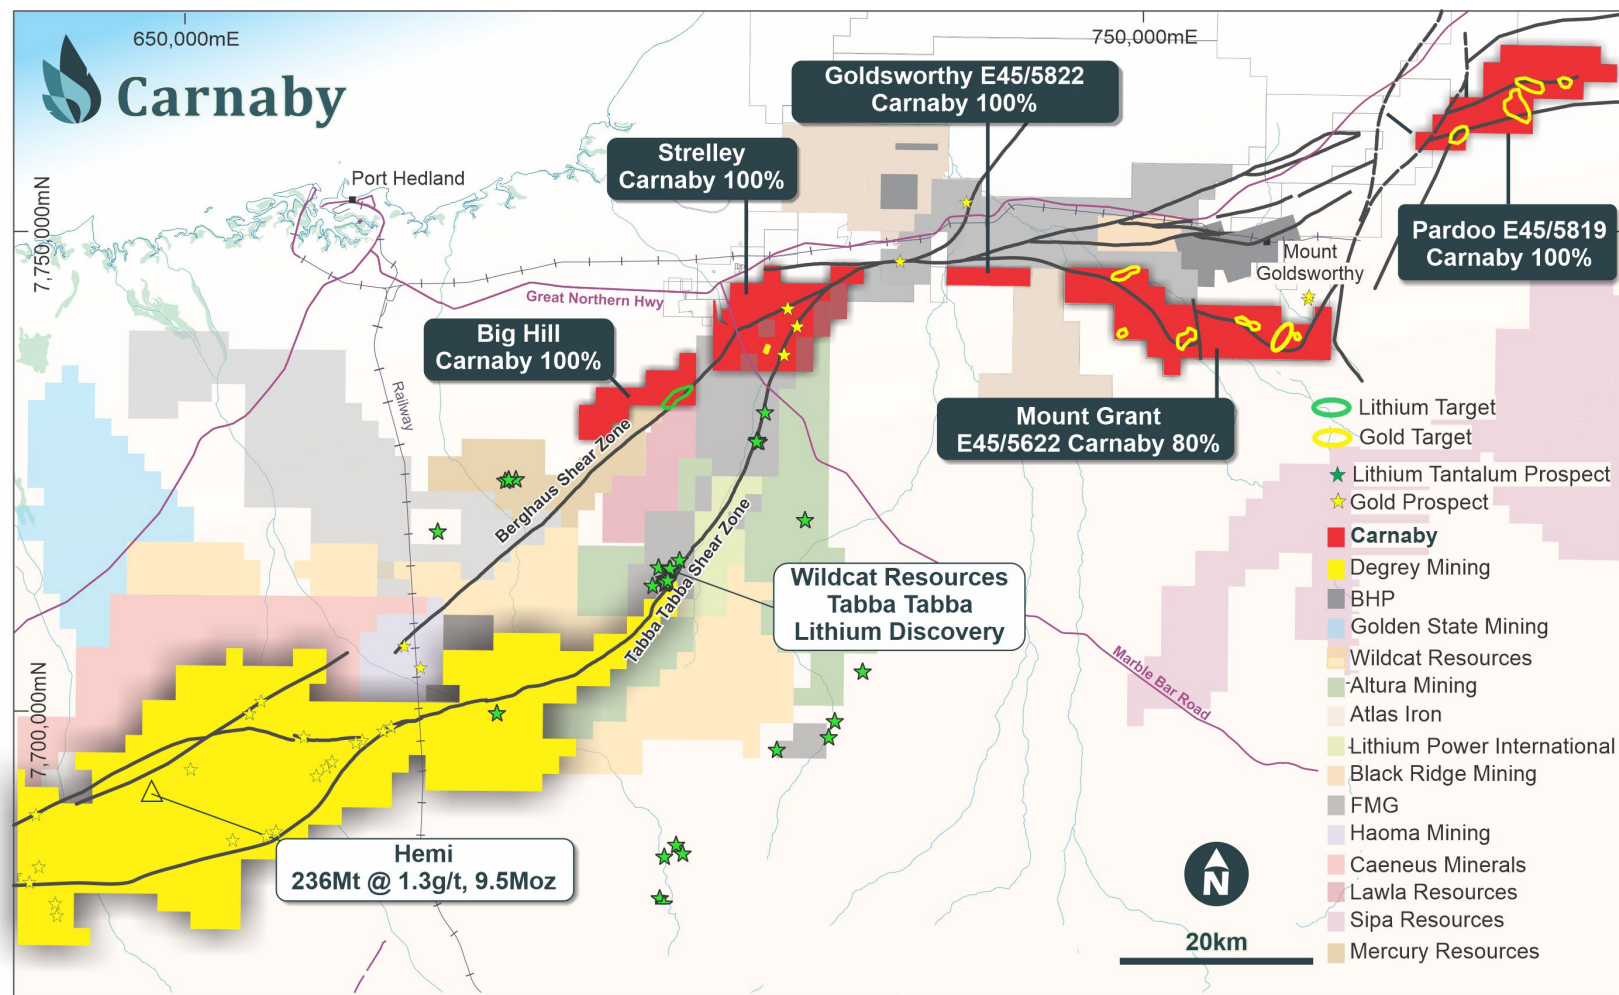 650,000mE
750,000mE
Carnaby
Goldsworthy E45/5822
Carnaby 100%
Strelley
Carnaby 100%
Port Hedland
7,750,000mN
Pardoo E45/5819
Carnaby 100%
Mount
Goldsworthy
Great Northern Hwy
Big Hill
Carnaby 100%
Railway
Mount Grant
E45/5622 Carnaby 80%
Berghaus Shear Zone
Tabba Tabba Shear Zone
Wildcat Resources
Tabba Tabba
Lithium Discovery
Marble Bar Road
7,700,000mN
Hemi
236Mt @ 1.3g/t, 9.5Moz
Lithium Target
Gold Target
Lithium Tantalum Prospect
Gold Prospect
Carnaby
Degrey Mining
BHP
Golden State Mining
Wildcat Resources
Altura Mining
Atlas Iron
Lithium Power International
Black Ridge Mining
FMG
Haoma Mining
Caeneus Minerals
Lawla Resources
Sipa Resources
Mercury Resources
N
20km